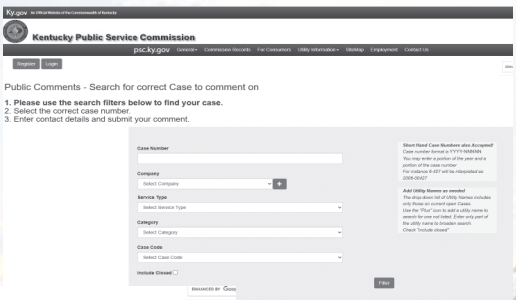 Ky.gov An Official Website of the Commonwealth of Kentucky
Kentucky Public Service Commission
psc.ky.gov General Commission Records For Consumers Utility Information SiteMap Employment Contact Us
Register Login
Public Comments - Search for correct Case to comment on
1. Please use the search filters below to find your case.
2. Select the correct case number.
3. Enter contact details and submit your comment.
Case Number
Company
Select Company +
Service Type
Select Service Type
Category
Select Category
Case Code
Select Case Code
Include Closed
Short Hand Case Numbers also Accepted!
Case number format is YYYY-NNNNN
You may enter a portion of the year and a
portion of the case number
For instance 6-427 will be interpreted as
2006-00427
Add Utility Names as needed
The drop down list of Utility Names includes
only those on current open Cases.
Use the "Plus" icon to add a utility name to
search for one not listed. Enter only part of
the utility name to broaden search.
Check "Include closed"
Filter
ENHANCED BY Goo